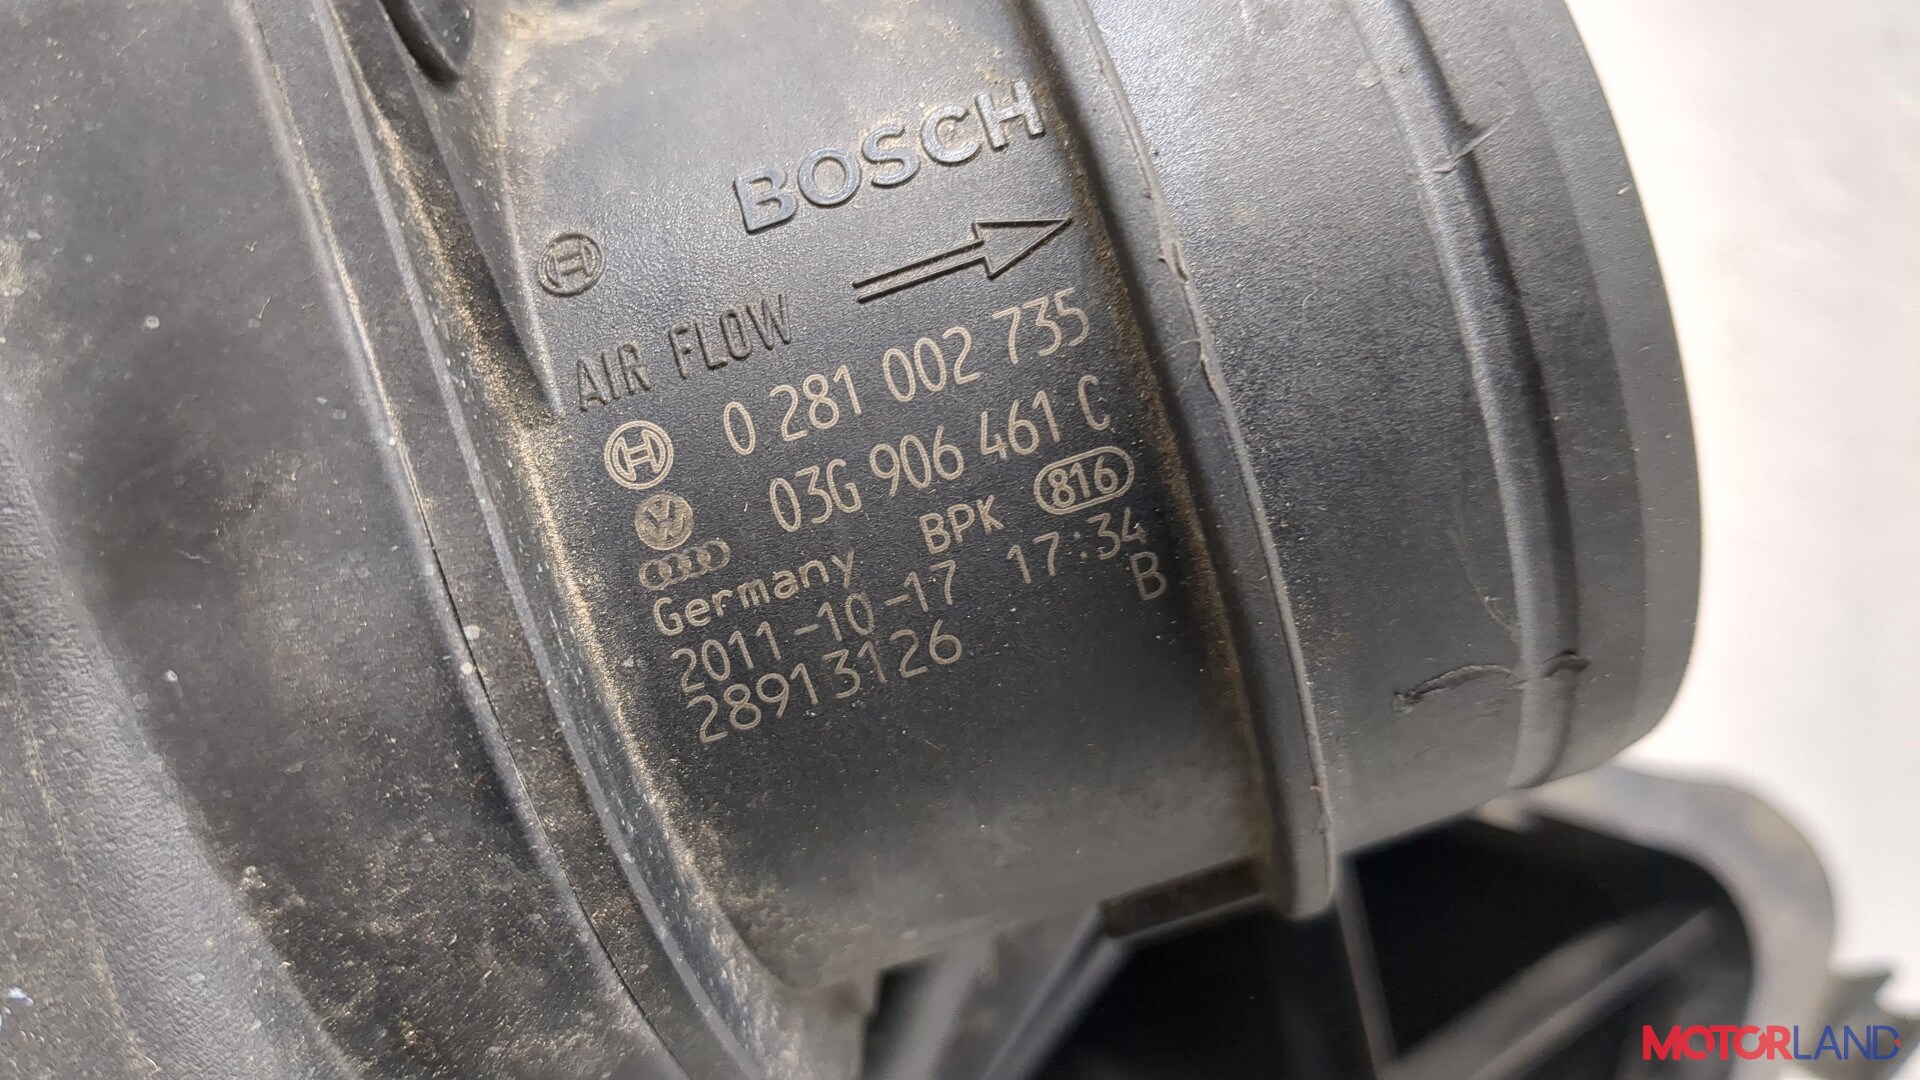 BOSCH
AIR FLOW
0 281 002 735
03G 906 461 C
Germany BPK 816
2011-10-17 17:34
28913126 B
MOTORLAND